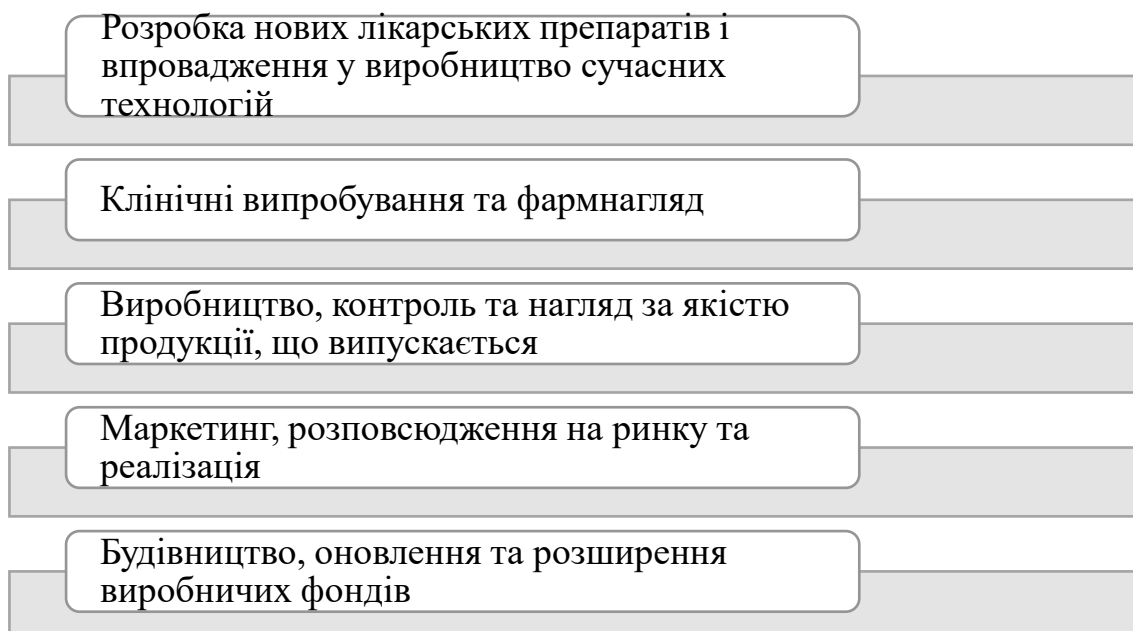 Розробка нових лікарських препаратів і
впровадження у виробництво сучасних
технологій
Клінічні випробування та фармнагляд
Виробництво, контроль та нагляд за якістю
продукції, що випускається
Маркетинг, розповсюдження на ринку та
реалізація
Будівництво, оновлення та розширення
виробничих фондів